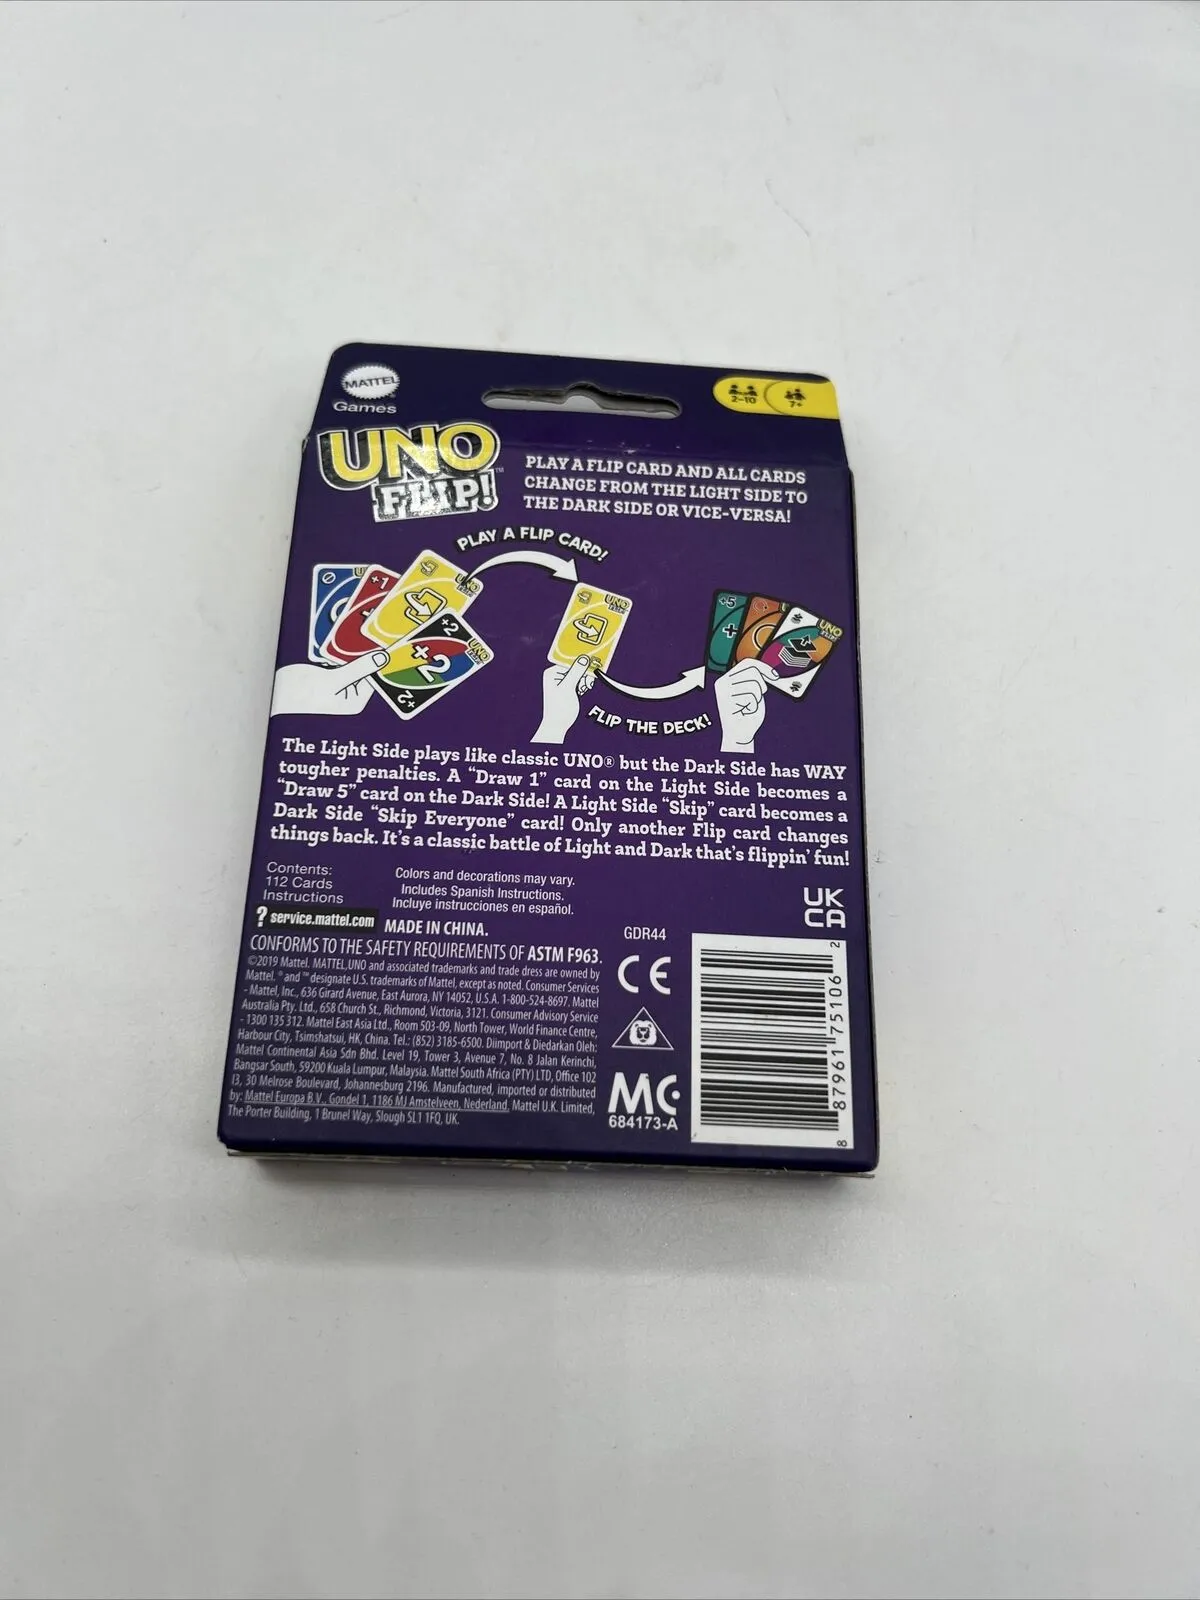 MATTEL
Games
2-10
7+
UNO
FLIP!™
PLAY A FLIP CARD AND ALL CARDS
CHANGE FROM THE LIGHT SIDE TO
THE DARK SIDE OR VICE-VERSA!
PLAY A FLIP CARD!
+1
+2
+2
+2
UNO
UNO
UNO
+5
UNO
FLIP THE DECK!
The Light Side plays like classic UNO® but the Dark Side has WAY
tougher penalties. A “Draw 1” card on the Light Side becomes a
“Draw 5” card on the Dark Side! A Light Side “Skip” card becomes a
Dark Side “Skip Everyone” card! Only another Flip card changes
things back. It’s a classic battle of Light and Dark that’s flippin’ fun!
Contents:
112 Cards
Instructions
Colors and decorations may vary.
Includes Spanish Instructions.
Incluye instrucciones en español.
? service.mattel.com
MADE IN CHINA.
CONFORMS TO THE SAFETY REQUIREMENTS OF ASTM F963.
©2019 Mattel. MATTEL,UNO and associated trademarks and trade dress are owned by
Mattel. ® and ™ designate U.S. trademarks of Mattel, except as noted. Consumer Services
- Mattel, Inc., 636 Girard Avenue, East Aurora, NY 14052, U.S.A. 1-800-524-8697. Mattel
Australia Pty. Ltd., 658 Church St., Richmond, Victoria, 3121. Consumer Advisory Service
- 1300 135 312. Mattel East Asia Ltd., Room 503-09, North Tower, World Finance Centre,
Harbour City, Tsimshatsui, HK, China. Tel.: (852) 3185-6500. Diimport & Diedarkan Oleh:
Mattel Continental Asia Sdn Bhd. Level 19, Tower 3, Avenue 7, No. 8 Jalan Kerinchi,
Bangsar South, 59200 Kuala Lumpur, Malaysia. Mattel South Africa (PTY) LTD, Office 102
I3, 30 Melrose Boulevard, Johannesburg 2196. Manufactured, imported or distributed
by: Mattel Europa B.V., Gondel 1, 1186 MJ Amstelveen, Nederland. Mattel U.K. Limited,
The Porter Building, 1 Brunel Way, Slough SL1 1FQ, UK.
UK
CA
GDR44
CE
MC
684173-A
8 87961 75106 2